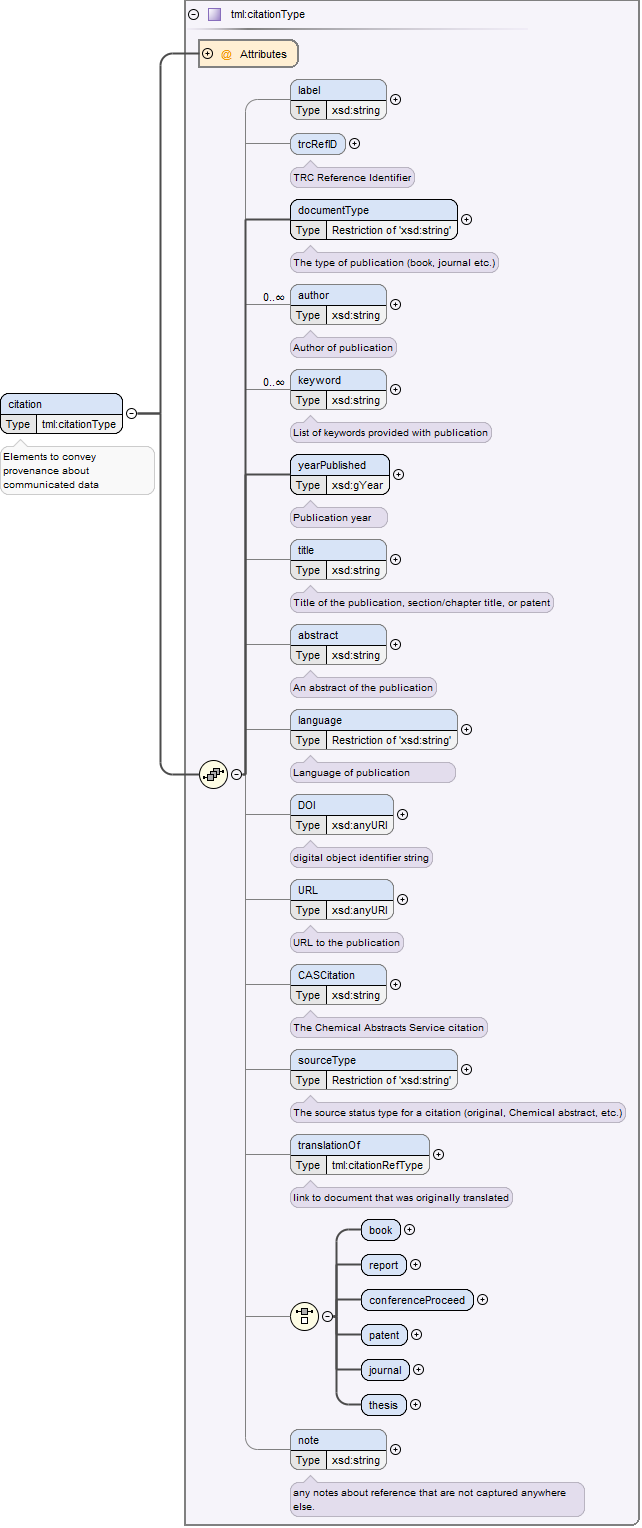 tml:citationType
@ Attributes
label
Type xsd:string
trcRefID
TRC Reference Identifier
documentType
Type Restriction of 'xsd:string'
The type of publication (book, journal etc.)
0..∞
author
Type xsd:string
Author of publication
0..∞
keyword
Type xsd:string
List of keywords provided with publication
citation
Type tml:citationType
Elements to convey
provenance about
communicated data
yearPublished
Type xsd:gYear
Publication year
title
Type xsd:string
Title of the publication, section/chapter title, or patent
abstract
Type xsd:string
An abstract of the publication
language
Type Restriction of 'xsd:string'
Language of publication
DOI
Type xsd:anyURI
digital object identifier string
URL
Type xsd:anyURI
URL to the publication
CASCitation
Type xsd:string
The Chemical Abstracts Service citation
sourceType
Type Restriction of 'xsd:string'
The source status type for a citation (original, Chemical abstract, etc.)
translationOf
Type tml:citationRefType
link to document that was originally translated
book
report
conferenceProceed
patent
journal
thesis
note
Type xsd:string
any notes about reference that are not captured anywhere
else.